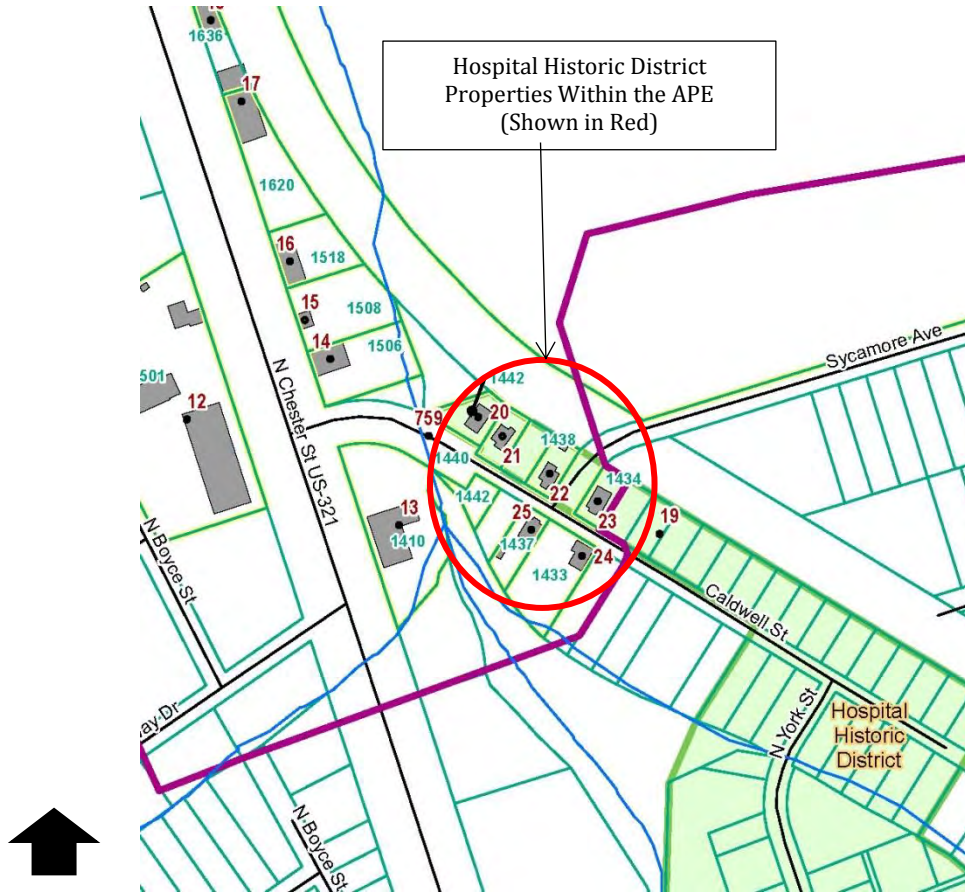 Hospital Historic District
Properties Within the APE
(Shown in Red)
1636
17
1620
16
1518
15
1508
14
1506
501
12
N Chester St US-321
Sycamore Ave
1442
759
20
1440
21
1438
22
1434
23
19
1442
25
1437
24
1433
13
1410
N Boyce St
Caldwell St
N York St
Hospital
Historic
District
ay Dr
N Boyce St